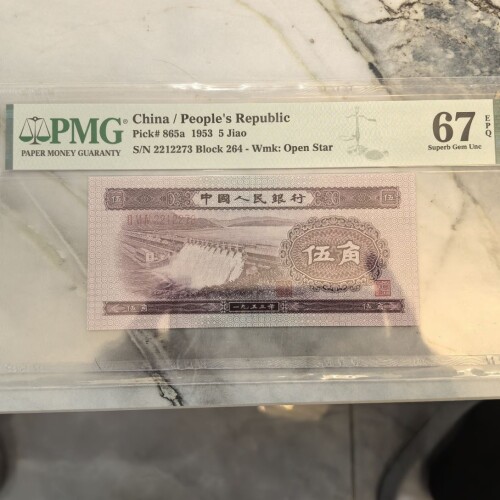 PMG
PAPER MONEY GUARANTY
China / People's Republic
Pick# 865a 1953 5 Jiao
S/N 2212273 Block 264 - Wmk: Open Star
67 EPQ
Superb Gem Unc
中國人民銀行
伍角
一九五三年